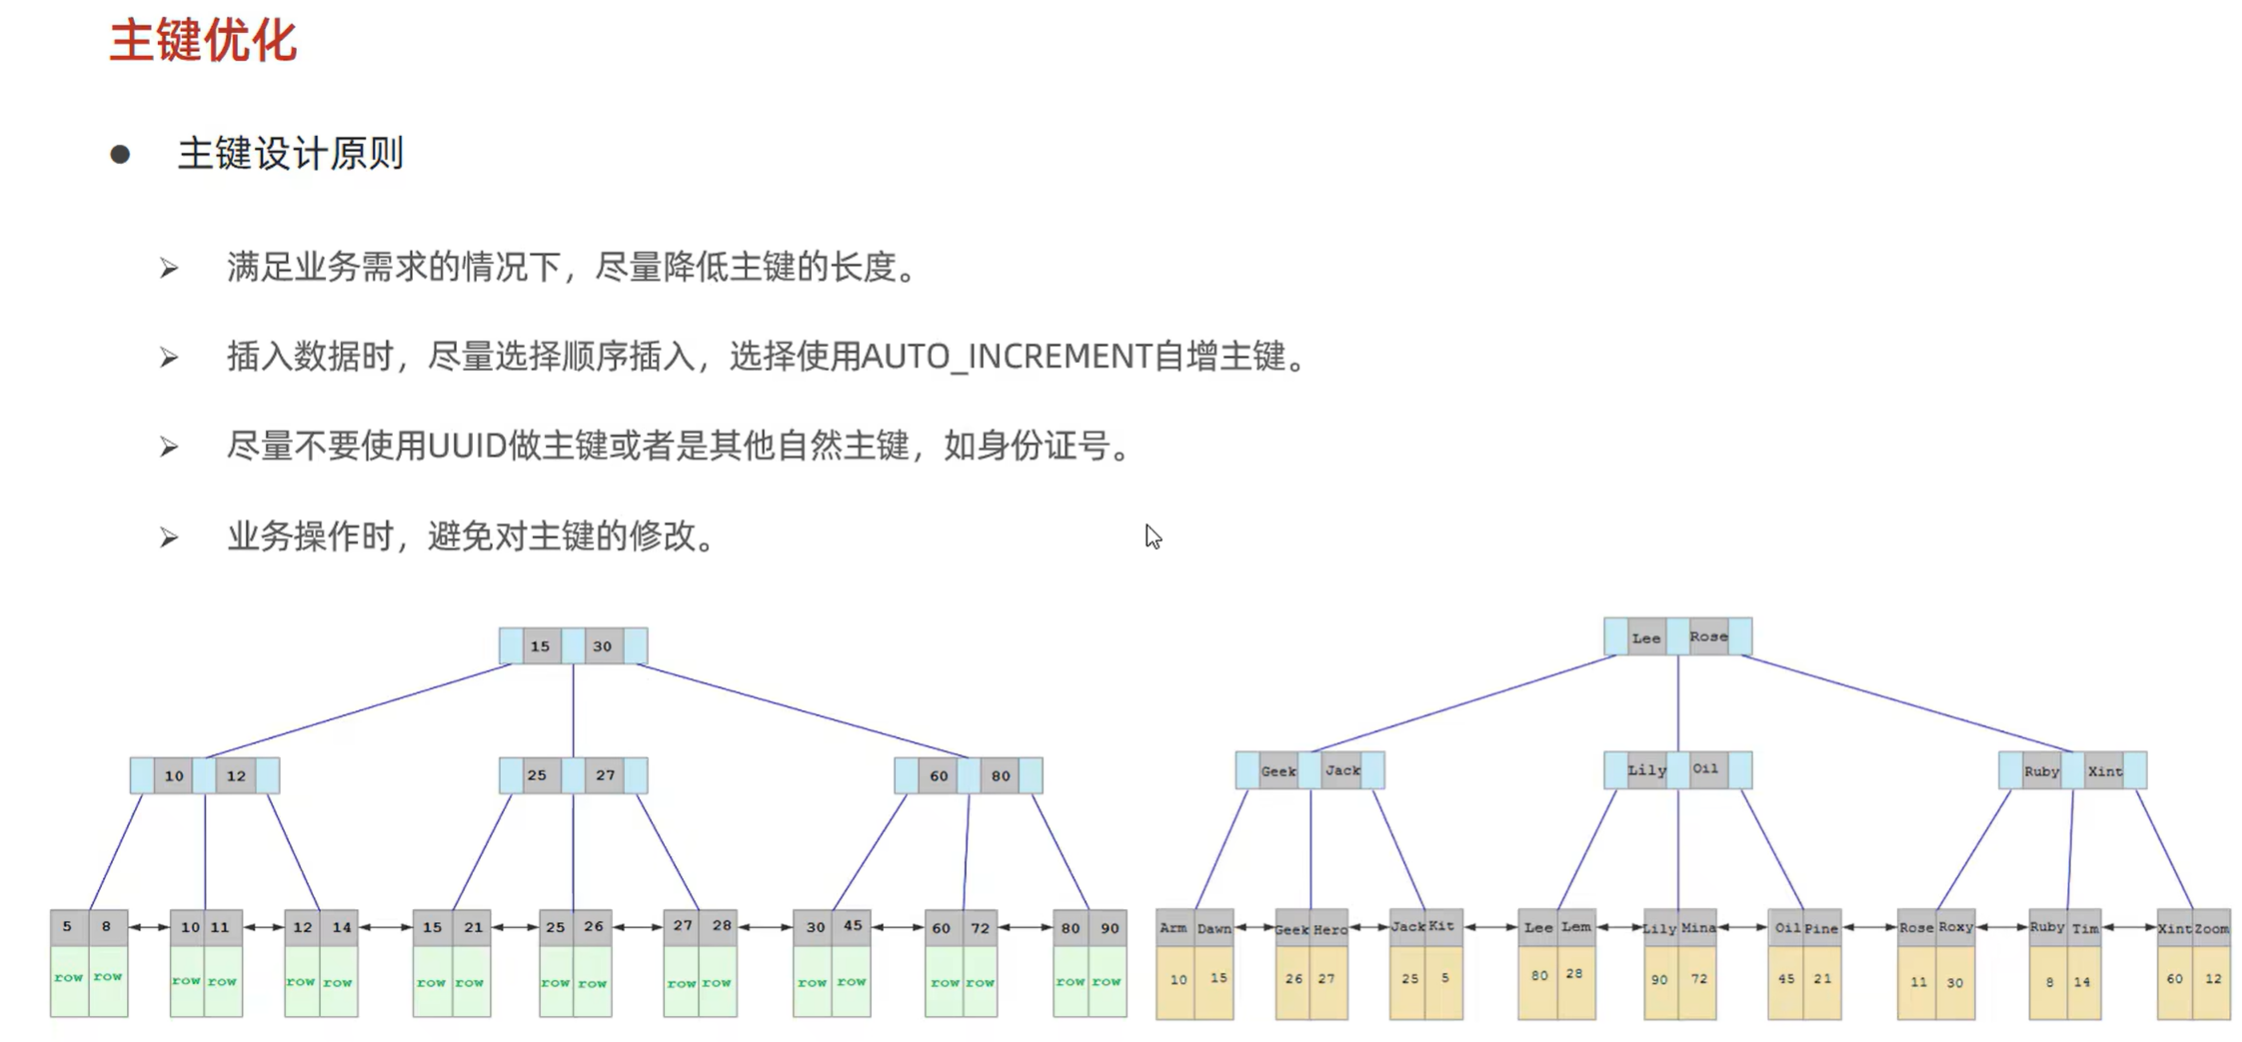 主键优化
主键设计原则
满足业务需求的情况下，尽量降低主键的长度。
插入数据时，尽量选择顺序插入，选择使用AUTO_INCREMENT自增主键。
尽量不要使用UUID做主键或者是其他自然主键，如身份证号。
业务操作时，避免对主键的修改。
15 30
10 12 25 27 60 80
5 8 10 11 12 14 15 21 25 26 27 28 30 45 60 72 80 90
row row row row row row row row row row row row row row row row row row
Lee Rose
Geek Jack Lily Oil Ruby Xint
Arm Dawn Geek Hero Jack Kit Lee Lem Lily Mina Oil Pine Rose Roxy Ruby Tim Xint Zoom
10 15 26 27 25 5 80 28 90 72 45 21 11 30 8 14 60 12